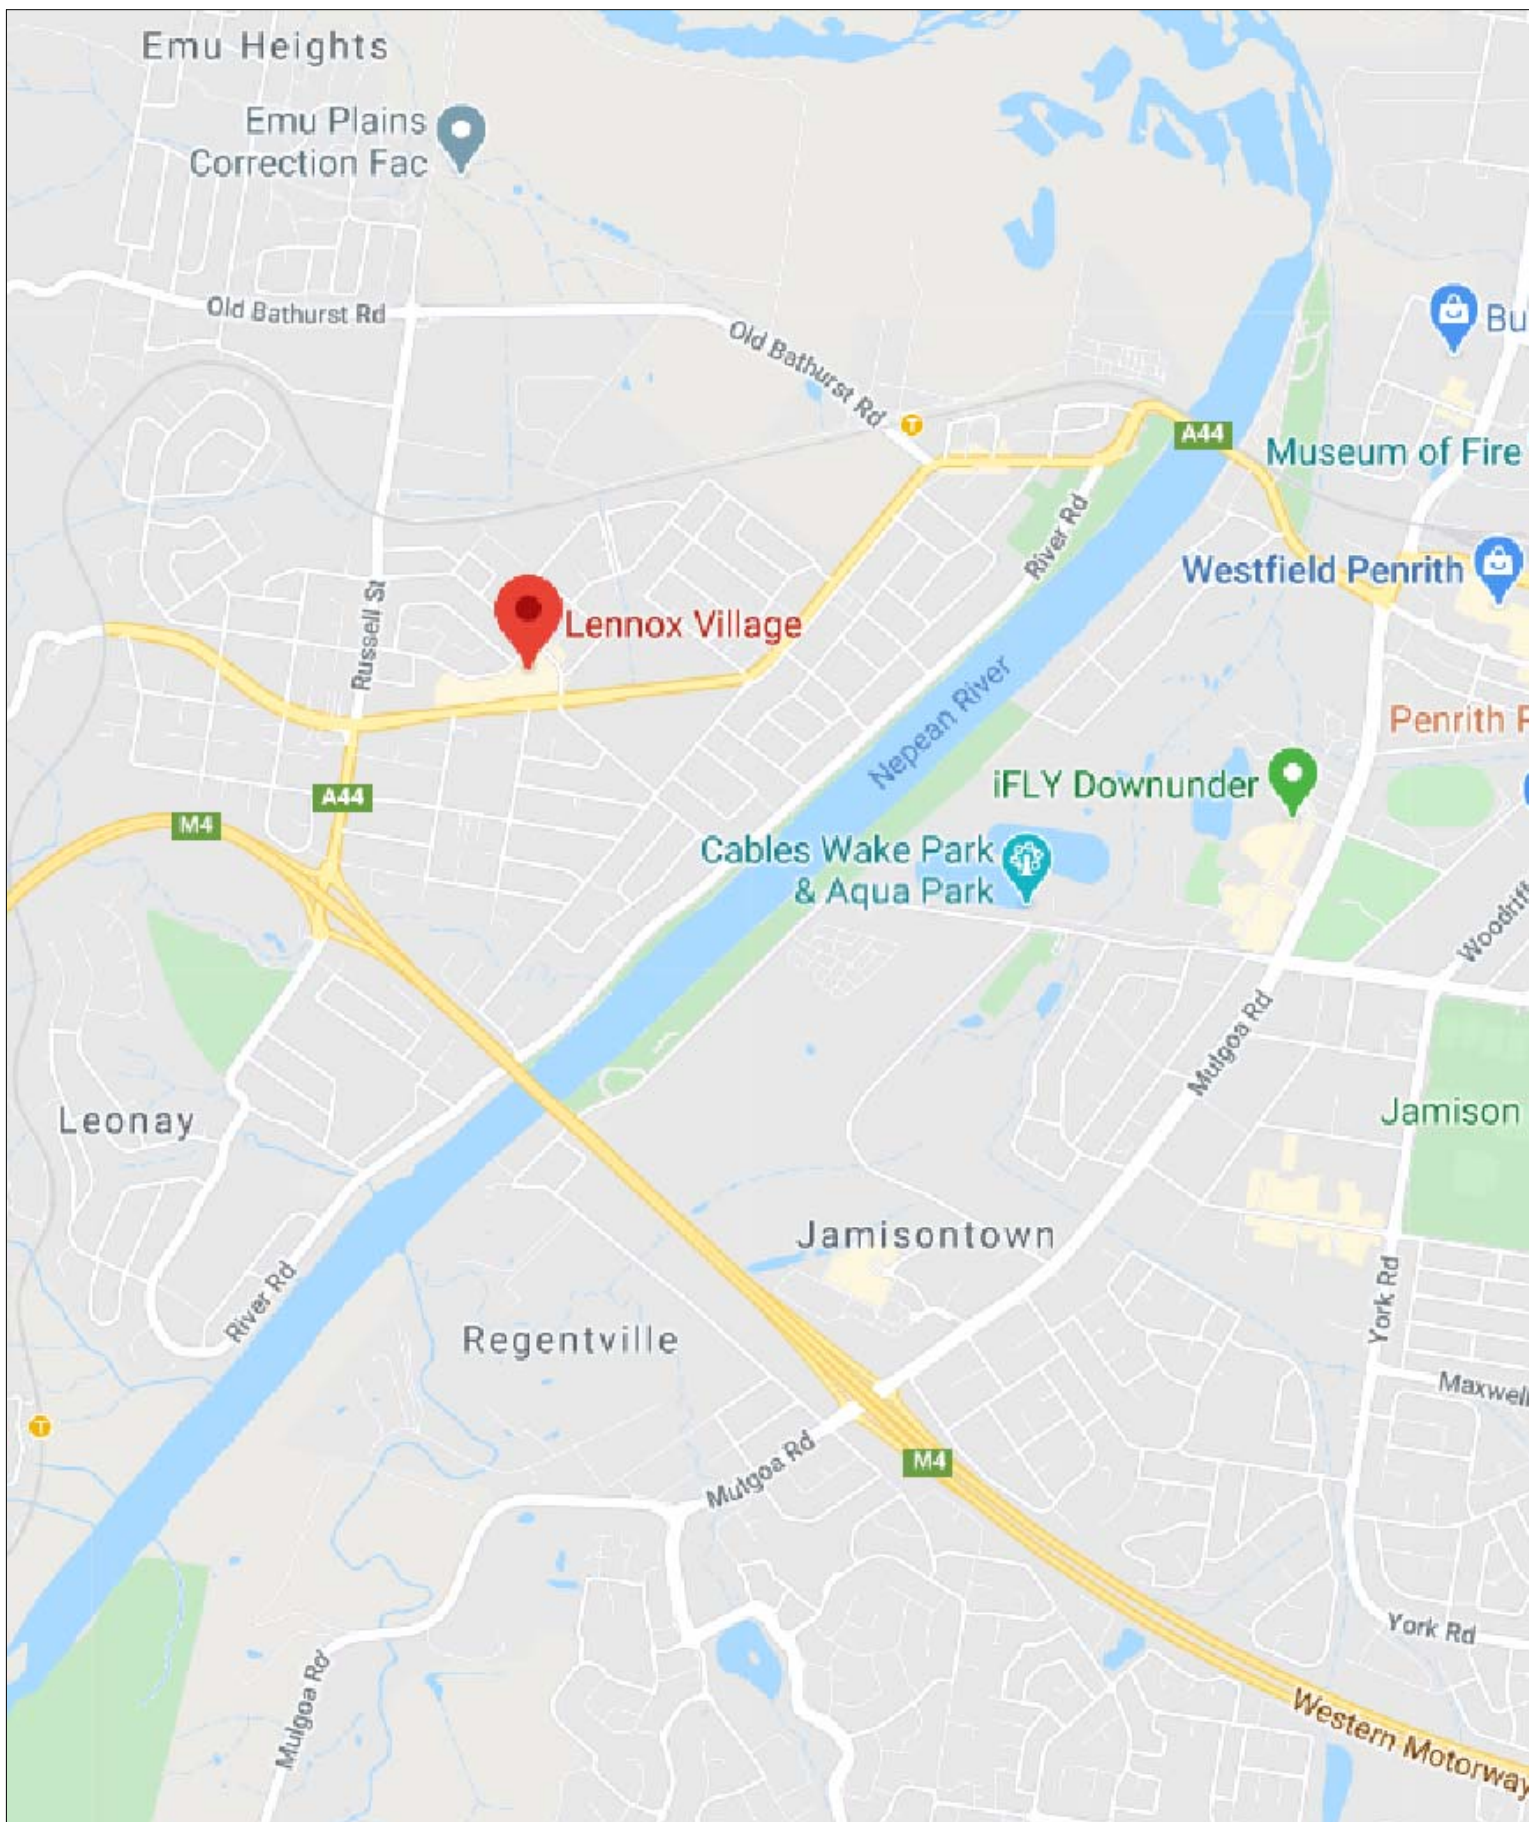 Emu Heights
Emu Plains
Correction Fac
Old Bathurst Rd
Old Bathurst Rd
Bu
T
A44
Museum of Fire
River Rd
Westfield Penrith
Russell St
Lennox Village
Nepean River
Penrith
iFLY Downunder
A44
M4
Cables Wake Park
& Aqua Park
Woodriff
Mulgoa Rd
Leonay
Jamison
Jamisontown
River Rd
Regentville
York Rd
Maxwell
T
M4
Mulgoa Rd
York Rd
Mulgoa Rd
Western Motorway